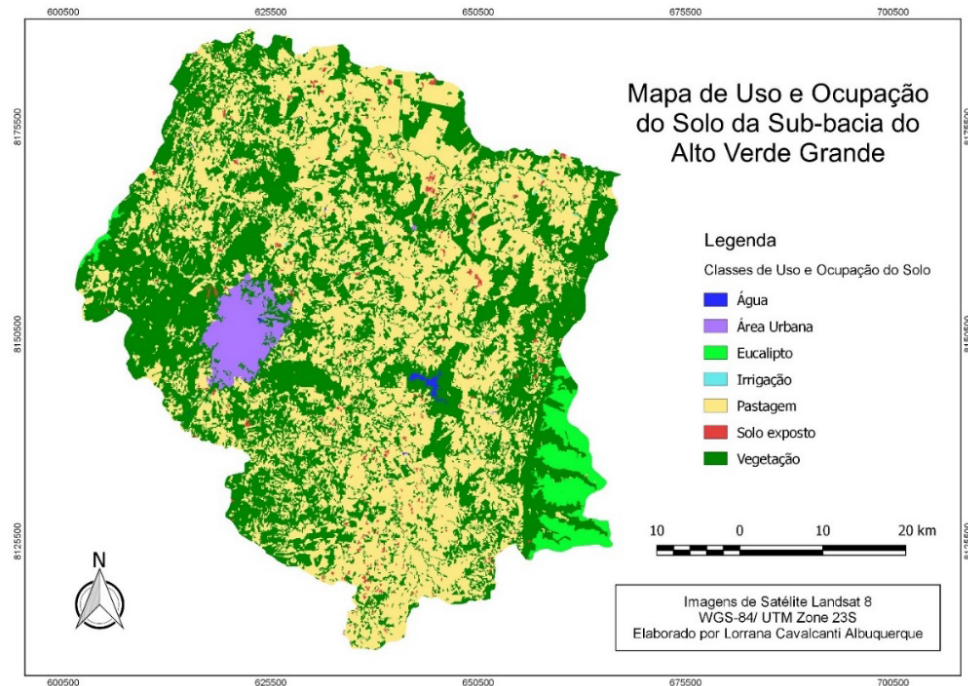 600500 625500 650500 675500 700500
8175500
8175500
Mapa de Uso e Ocupação
do Solo da Sub-bacia do
Alto Verde Grande
Legenda
Classes de Uso e Ocupação do Solo
Água
Área Urbana
Eucalipto
Irrigação
Pastagem
Solo exposto
Vegetação
8150500
8150500
10 0 10 20 km
8125500
8125500
N
Imagens de Satélite Landsat 8
WGS-84/ UTM Zone 23S
Elaborado por Lorrana Cavalcanti Albuquerque
600500 625500 650500 675500 700500